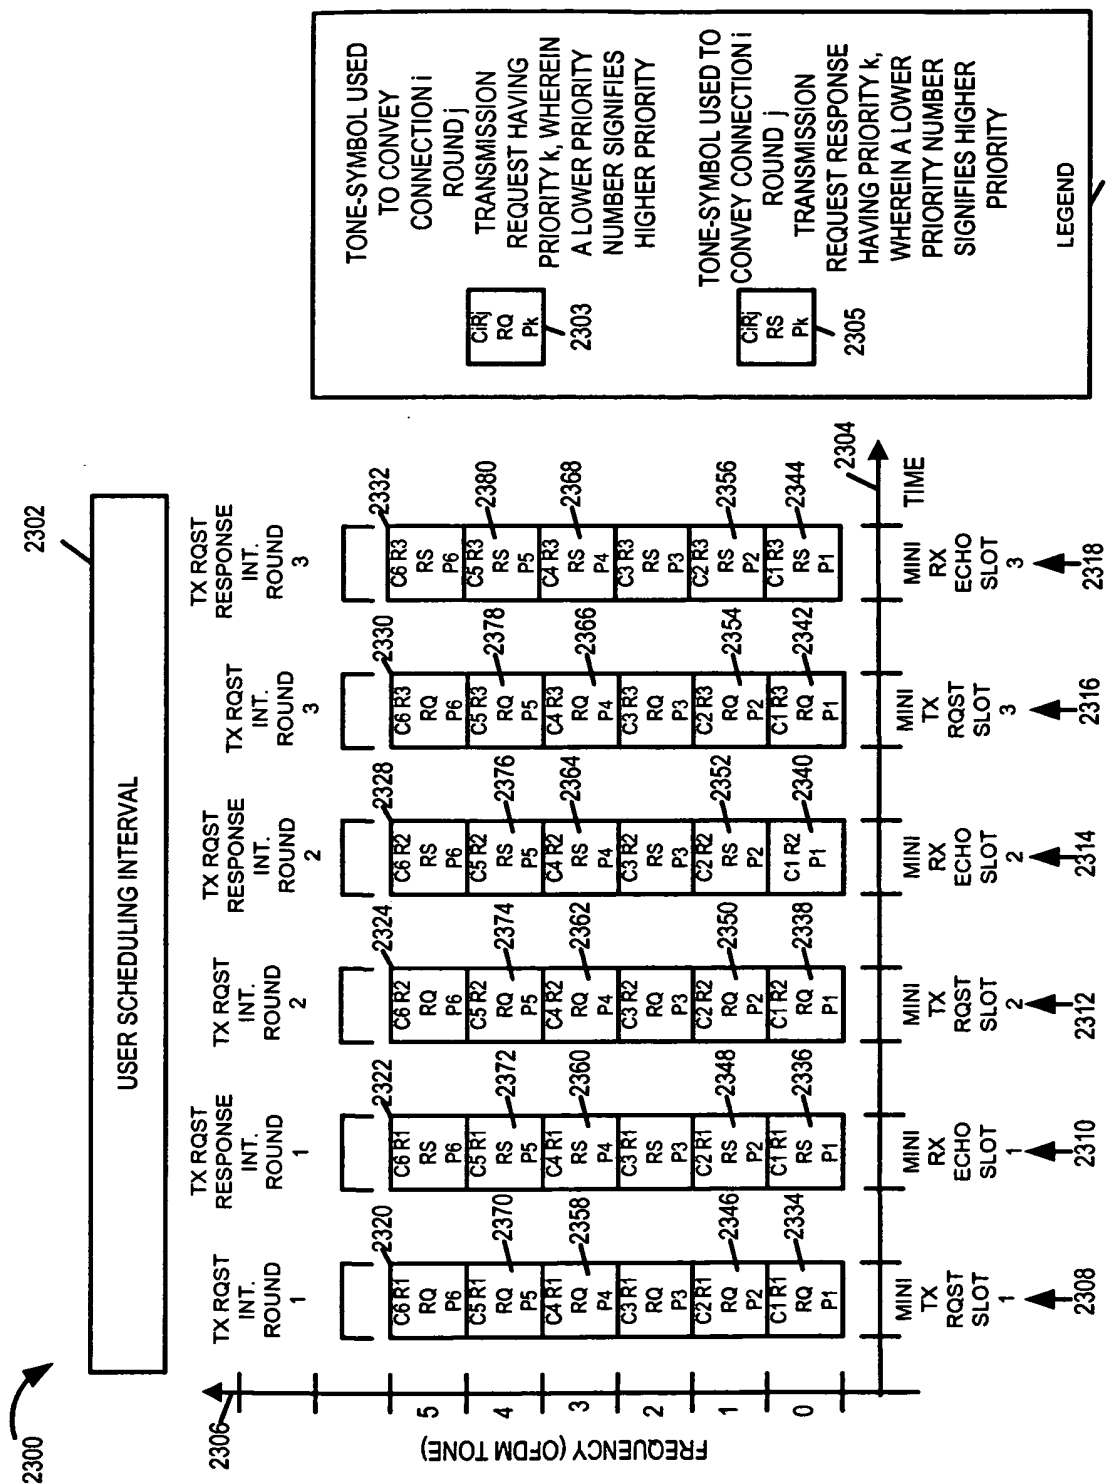 2300
2302
USER SCHEDULING INTERVAL
TX RQST
INT.
ROUND
1
TX RQST
RESPONSE
INT.
ROUND
1
TX RQST
INT.
ROUND
2
TX RQST
RESPONSE
INT.
ROUND
2
TX RQST
INT.
ROUND
3
TX RQST
RESPONSE
INT.
ROUND
3
2306
FREQUENCY (OFDM TONE)
5
4
3
2
1
0
2320
C6 R1
RQ
P6
C5 R1
RQ
P5
2370
C4 R1
RQ
P4
2358
C3 R1
RQ
P3
C2 R1
RQ
P2
2346
C1 R1
RQ
P1
2334
2322
C6 R1
RS
P6
C5 R1
RS
P5
2372
C4 R1
RS
P4
2360
C3 R1
RS
P3
C2 R1
RS
P2
2348
C1 R1
RS
P1
2336
2324
C6 R2
RQ
P6
C5 R2
RQ
P5
2374
C4 R2
RQ
P4
2362
C3 R2
RQ
P3
C2 R2
RQ
P2
2350
C1 R2
RQ
P1
2338
2328
C6 R2
RS
P6
C5 R2
RS
P5
2376
C4 R2
RS
P4
2364
C3 R2
RS
P3
C2 R2
RS
P2
2352
C1 R2
P1
2340
2330
C6 R3
RQ
P6
C5 R3
RQ
P5
2378
C4 R3
RQ
P4
2366
C3 R3
RQ
P3
C2 R3
RQ
P2
2354
C1 R3
RQ
P1
2342
2332
C6 R3
RS
P6
C5 R3
RS
P5
2380
C4 R3
RS
P4
2368
C3 R3
RS
P3
C2 R3
RS
P2
2356
C1 R3
RS
P1
2344
2304
TIME
MINI
TX
RQST
SLOT
1
2308
MINI
RX
ECHO
SLOT
1
2310
MINI
TX
RQST
SLOT
2
2312
MINI
RX
ECHO
SLOT
2
2314
MINI
TX
RQST
SLOT
3
2316
MINI
RX
ECHO
SLOT
3
2318
CiRj
RQ
Pk
2303
TONE-SYMBOL USED
TO CONVEY
CONNECTION i
ROUND j
TRANSMISSION
REQUEST HAVING
PRIORITY k, WHEREIN
A LOWER PRIORITY
NUMBER SIGNIFIES
HIGHER PRIORITY
CiRj
RS
Pk
2305
TONE-SYMBOL USED TO
CONVEY CONNECTION i
ROUND j
TRANSMISSION
REQUEST RESPONSE
HAVING PRIORITY k,
WHEREIN A LOWER
PRIORITY NUMBER
SIGNIFIES HIGHER
PRIORITY
LEGEND